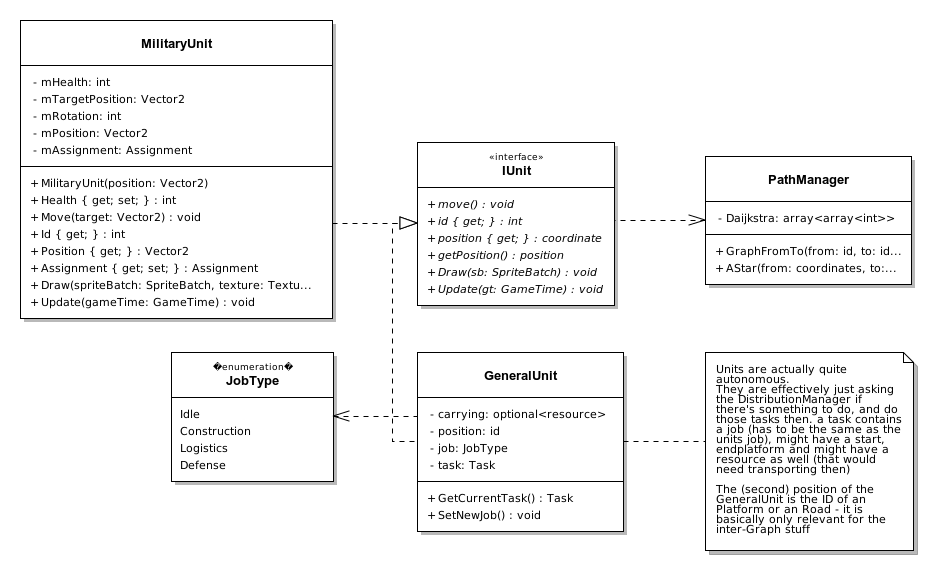 MilitaryUnit
- mHealth: int
- mTargetPosition: Vector2
- mRotation: int
- mPosition: Vector2
- mAssignment: Assignment
+ MilitaryUnit(position: Vector2)
+ Health { get; set; } : int
+ Move(target: Vector2) : void
+ Id { get; } : int
+ Position { get; } : Vector2
+ Assignment { get; set; } : Assignment
+ Draw(spriteBatch: SpriteBatch, texture: Textu...
+ Update(gameTime: GameTime) : void
«interface»
IUnit
+ move() : void
+ id { get; } : int
+ position { get; } : coordinate
+ getPosition() : position
+ Draw(sb: SpriteBatch) : void
+ Update(gt: GameTime) : void
PathManager
- Daijkstra: array<array<int>>
+ GraphFromTo(from: id, to: id...
+ AStar(from: coordinates, to:...
�enumeration�
JobType
Idle
Construction
Logistics
Defense
GeneralUnit
- carrying: optional<resource>
- position: id
- job: JobType
- task: Task
+ GetCurrentTask() : Task
+ SetNewJob() : void
Units are actually quite
autonomous.
They are effectively just asking
the DistributionManager if
there's something to do, and do
those tasks then. a task contains
a job (has to be the same as the
units job), might have a start,
endplatform and might have a
resource as well (that would
need transporting then)
The (second) position of the
GeneralUnit is the ID of an
Platform or an Road - it is
basically only relevant for the
inter-Graph stuff